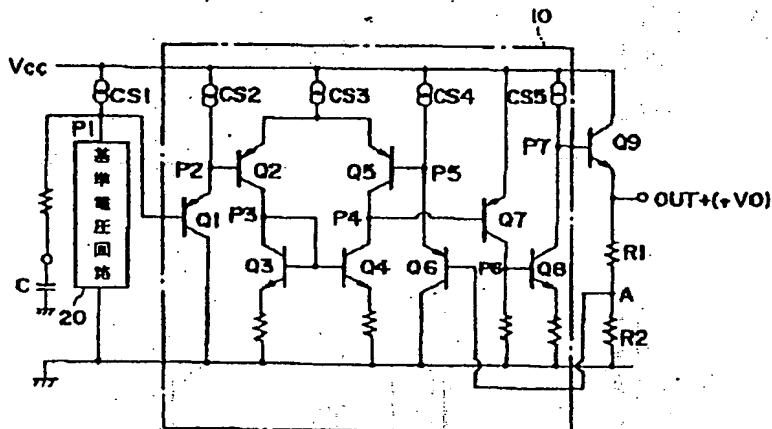 10
Vcc
CS1
CS2
CS3
CS4
CS5
P1
P2
Q2
Q5
P5
P7
Q9
OUT+(+VO)
基準電圧回路
Q1
P3
P4
Q7
R1
Q3
Q4
Q6
P6
Q8
A
C
20
R2